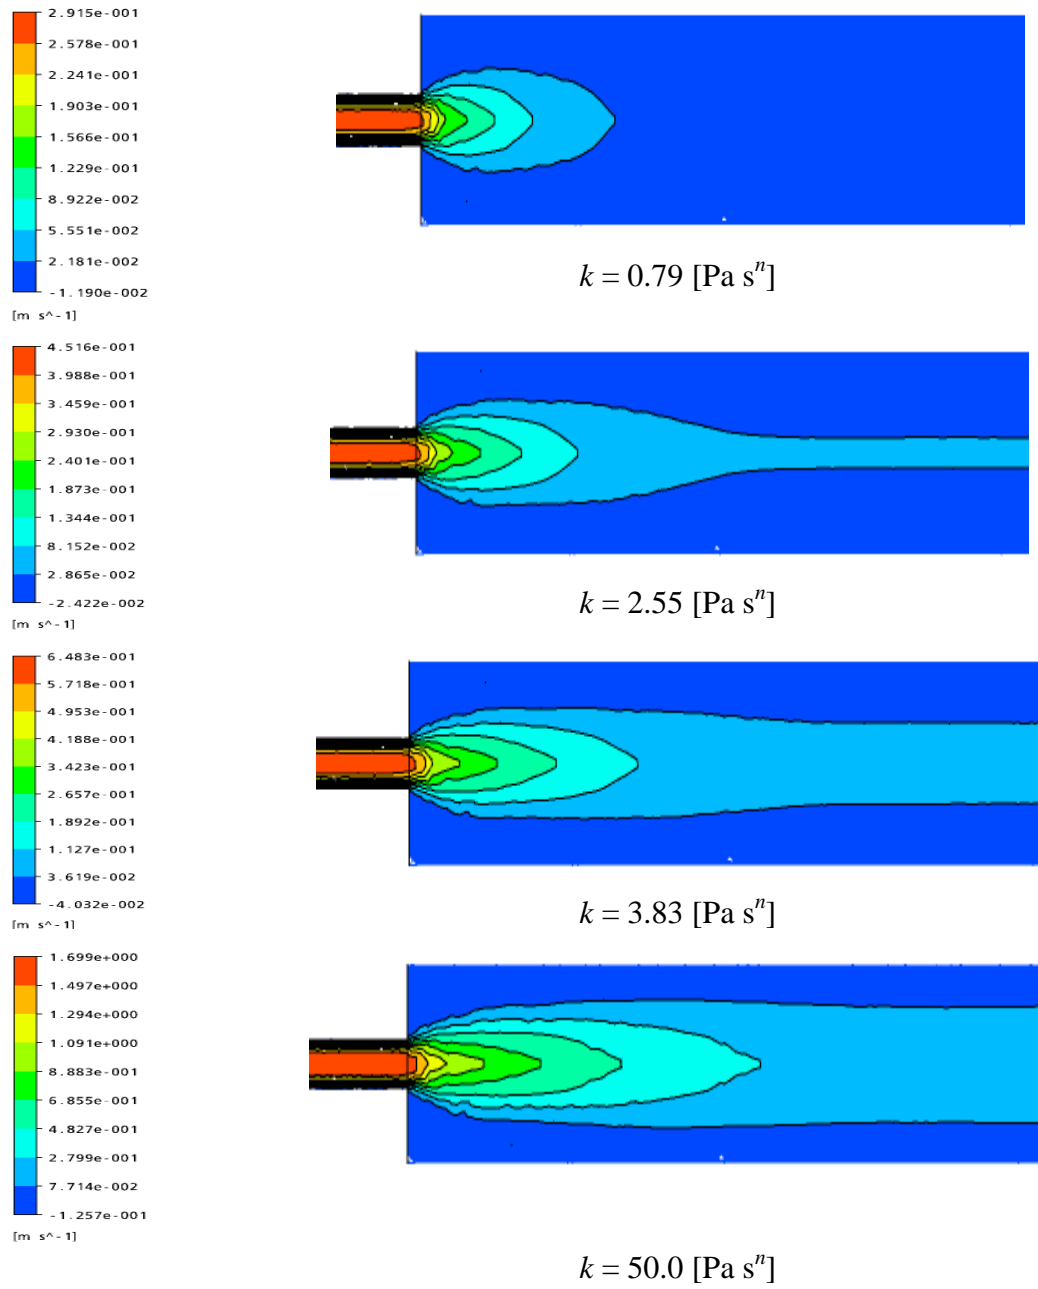 2.915e-001
2.578e-001
2.241e-001
1.903e-001
1.566e-001
1.229e-001
8.922e-002
5.551e-002
2.181e-002
-1.190e-002
[m s^-1]
k = 0.79 [Pa sⁿ]
4.516e-001
3.988e-001
3.459e-001
2.930e-001
2.401e-001
1.873e-001
1.344e-001
8.152e-002
2.865e-002
-2.422e-002
[m s^-1]
k = 2.55 [Pa sⁿ]
6.483e-001
5.718e-001
4.953e-001
4.188e-001
3.423e-001
2.657e-001
1.892e-001
1.127e-001
3.619e-002
-4.032e-002
[m s^-1]
k = 3.83 [Pa sⁿ]
1.699e+000
1.497e+000
1.294e+000
1.091e+000
8.883e-001
6.855e-001
4.827e-001
2.799e-001
7.714e-002
-1.257e-001
[m s^-1]
k = 50.0 [Pa sⁿ]